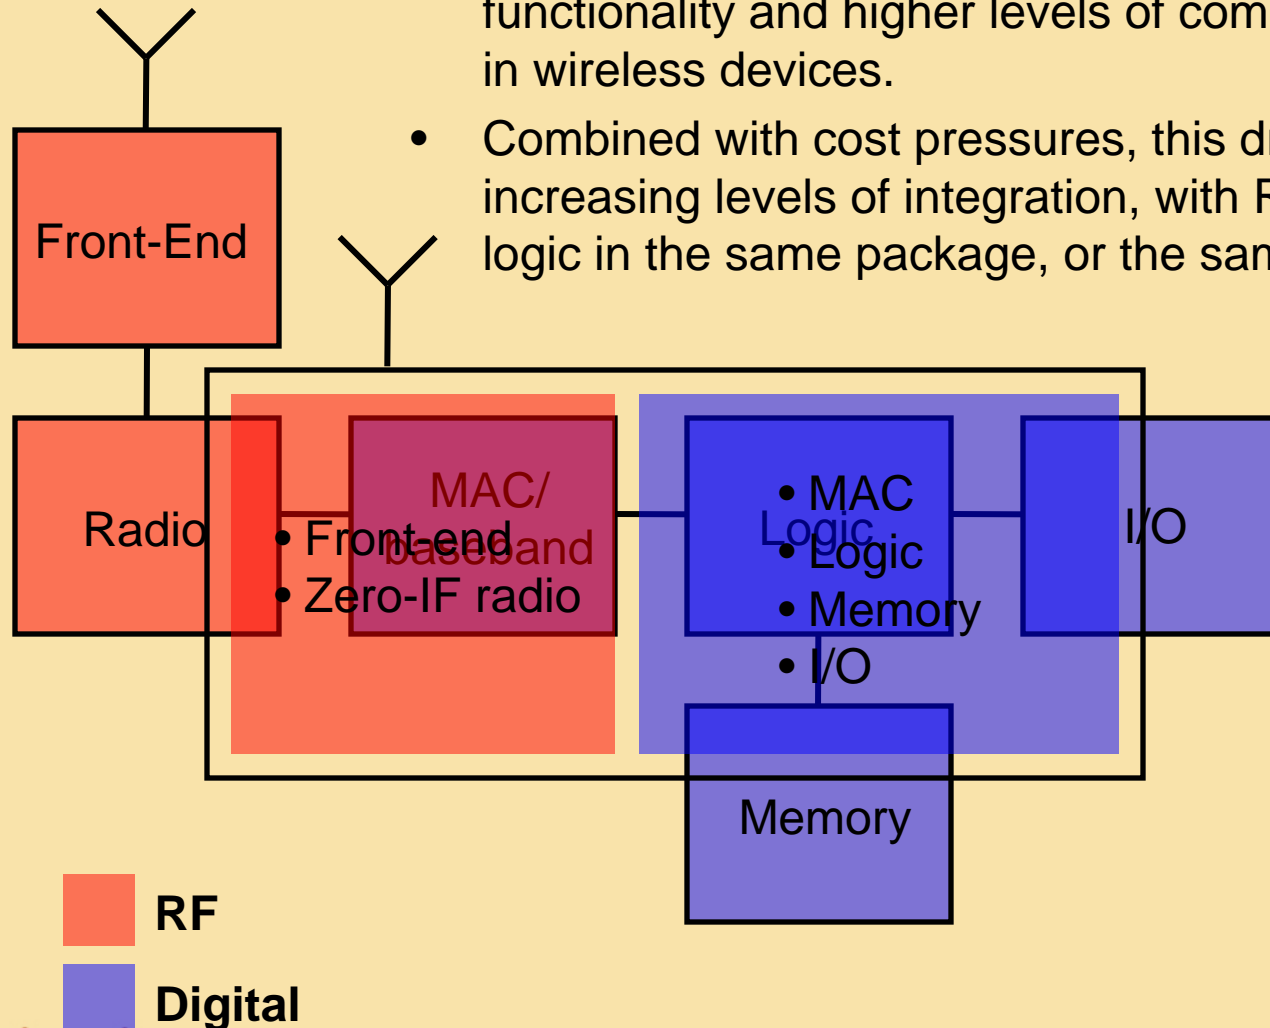 functionality and higher levels of com
in wireless devices.
• Combined with cost pressures, this d
increasing levels of integration, with
logic in the same package, or the sa
Front-End
Radio
MAC/
baseband
• Front-end
• Zero-IF radio
Logic
• MAC
• Logic
• Memory
• I/O
I/O
Memory
RF
Digital